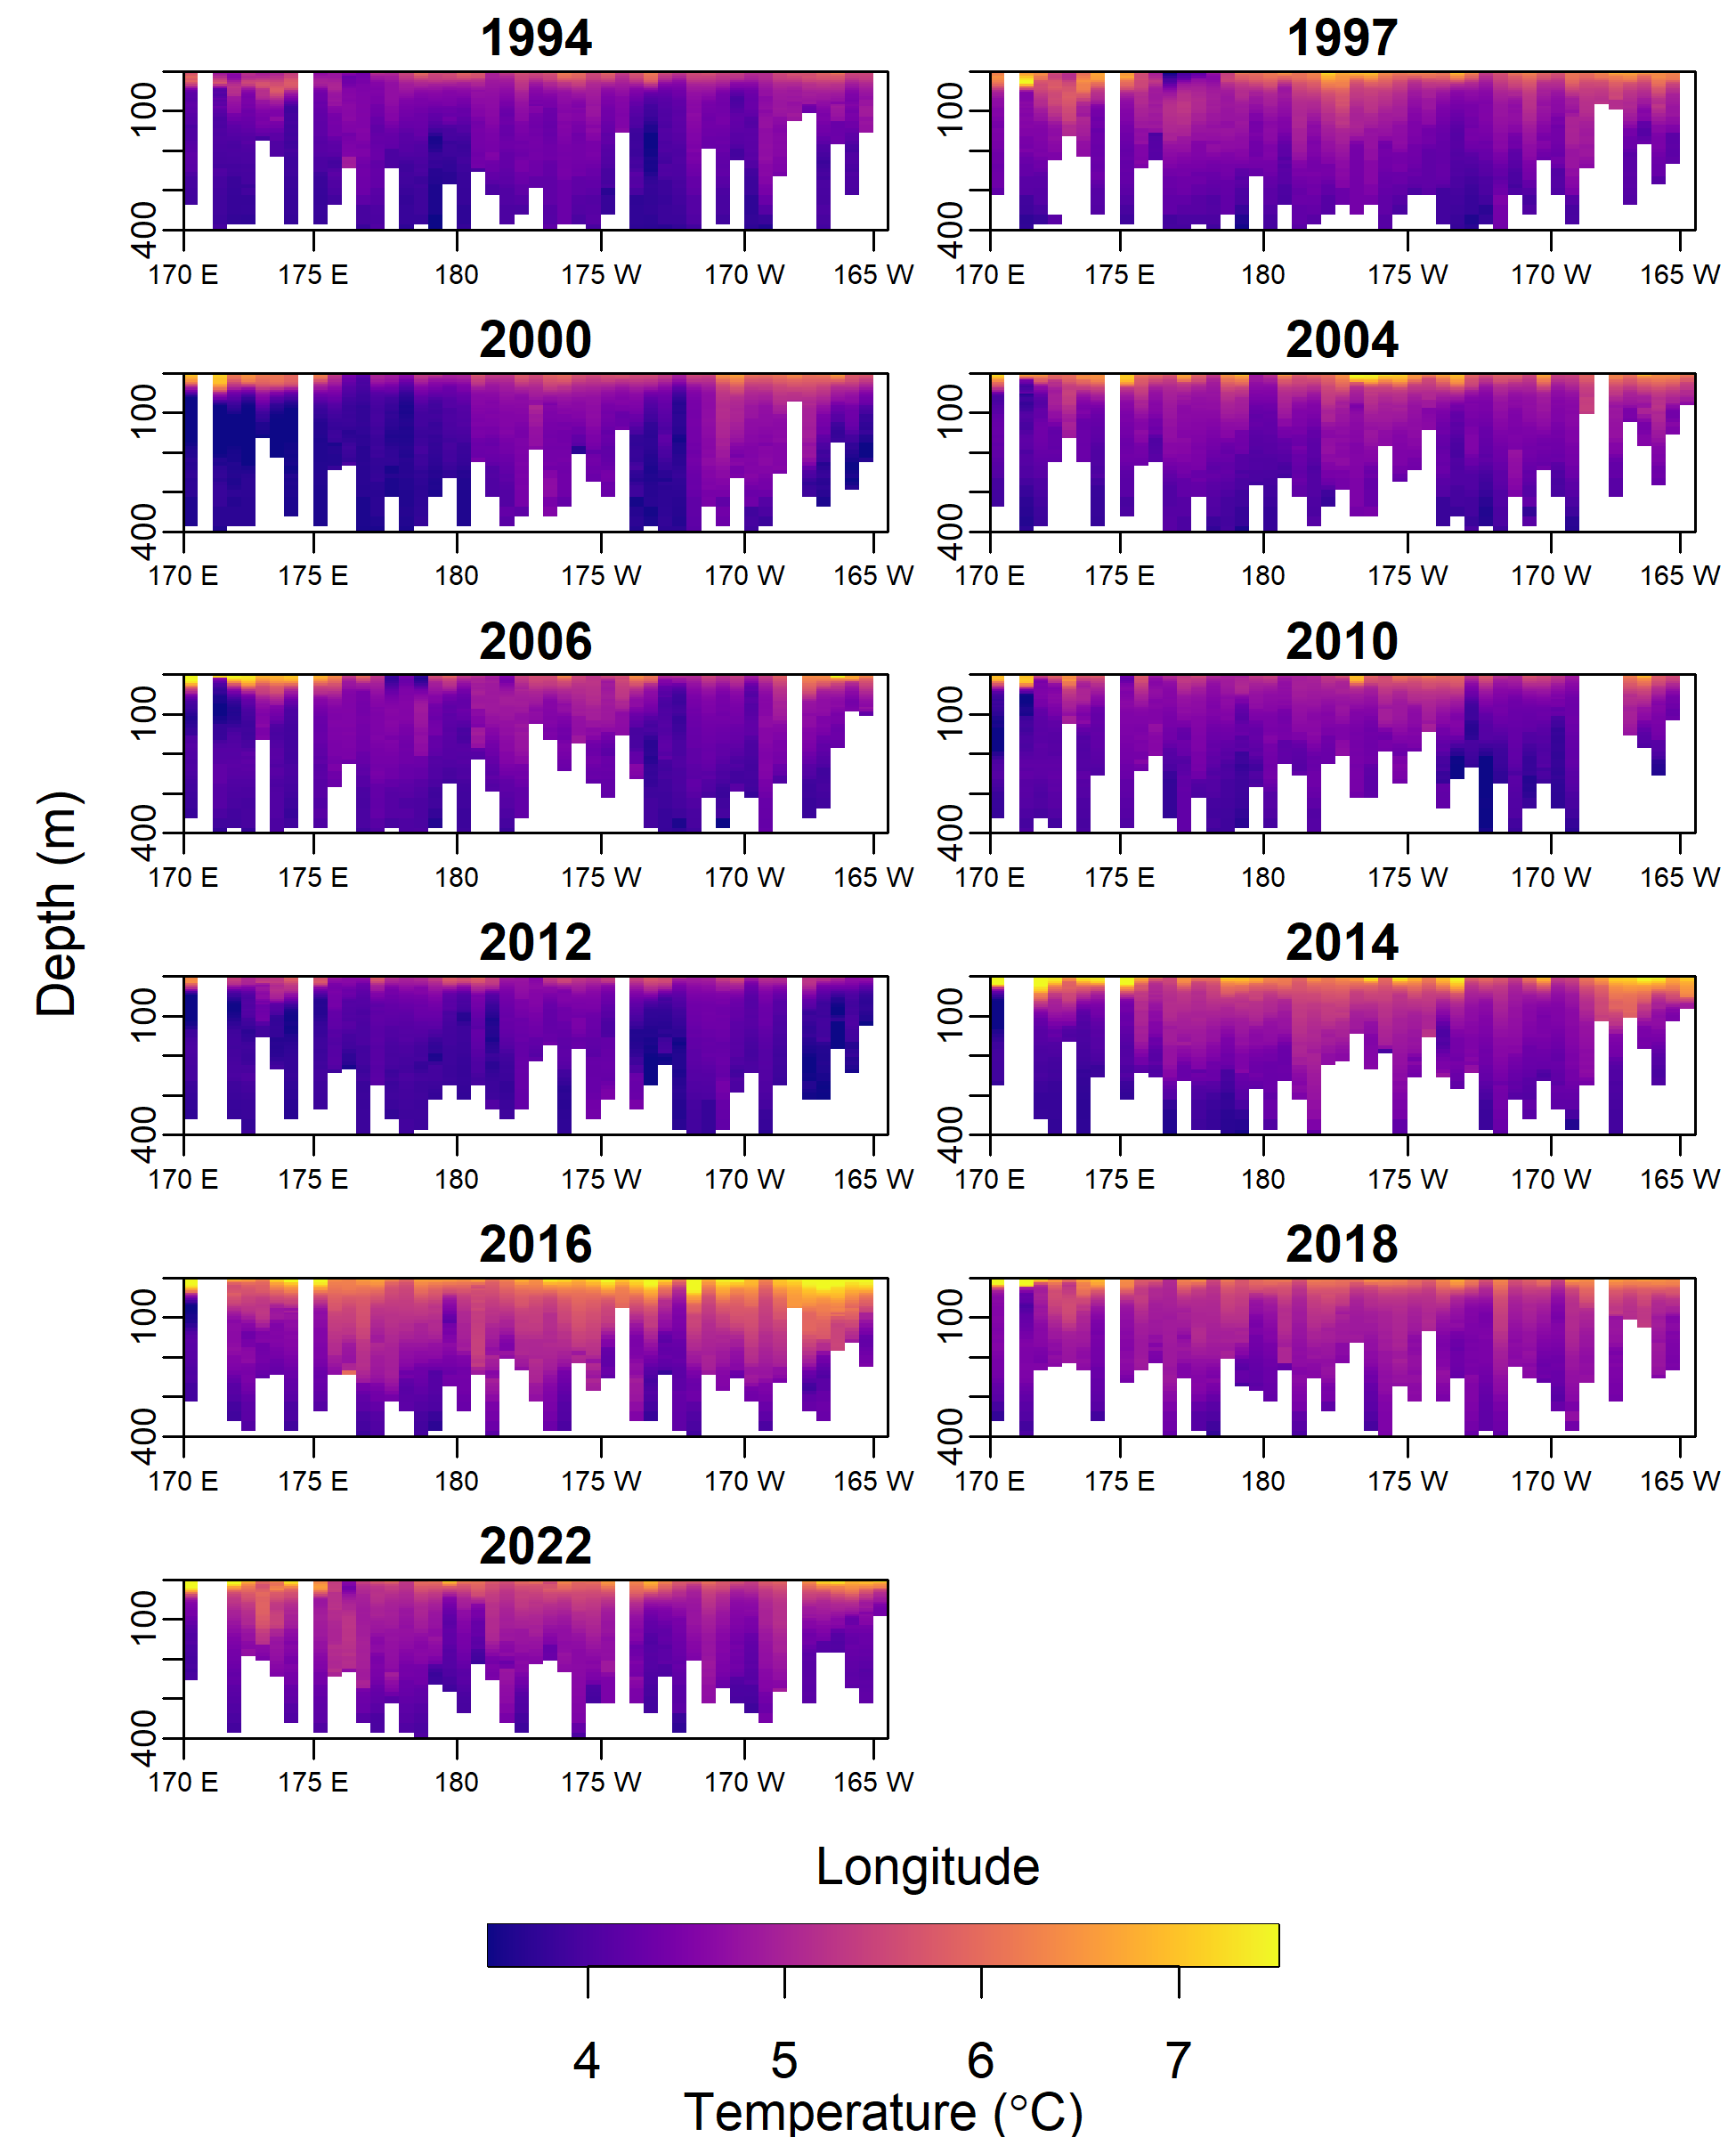 1994 1997
100 400 100 400
170 E 175 E 180 175 W 170 W 165 W 170 E 175 E 180 175 W 170 W 165 W
2000 2004
100 400 100 400
170 E 175 E 180 175 W 170 W 165 W 170 E 175 E 180 175 W 170 W 165 W
2006 2010
100 400 100 400
170 E 175 E 180 175 W 170 W 165 W 170 E 175 E 180 175 W 170 W 165 W
Depth (m)
2012 2014
100 400 100 400
170 E 175 E 180 175 W 170 W 165 W 170 E 175 E 180 175 W 170 W 165 W
2016 2018
100 400 100 400
170 E 175 E 180 175 W 170 W 165 W 170 E 175 E 180 175 W 170 W 165 W
2022
100 400
170 E 175 E 180 175 W 170 W 165 W
Longitude
4 5 6 7
Temperature (°C)